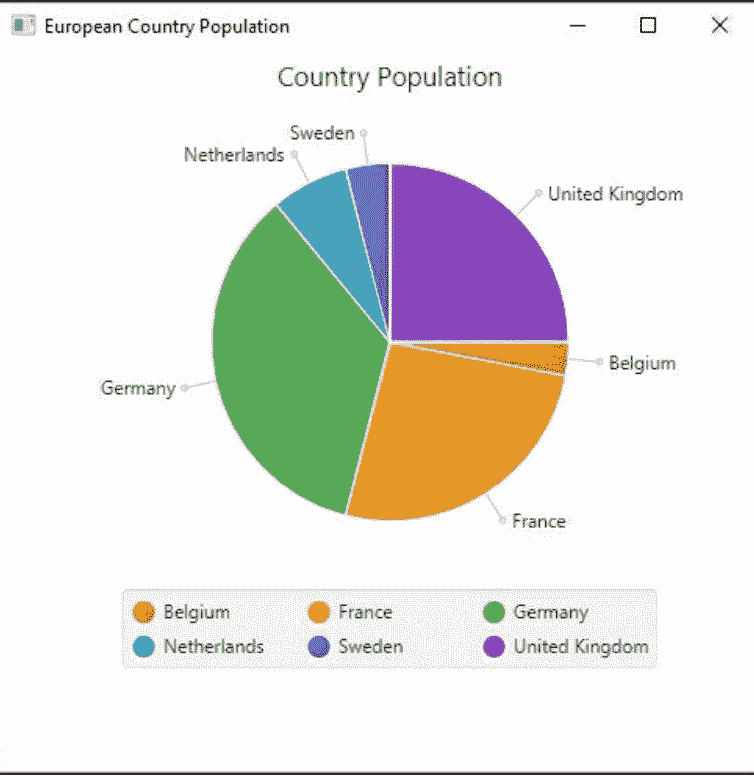 European Country Population
Country Population
Sweden
Netherlands
United Kingdom
Belgium
Germany
France
Belgium
France
Germany
Netherlands
Sweden
United Kingdom